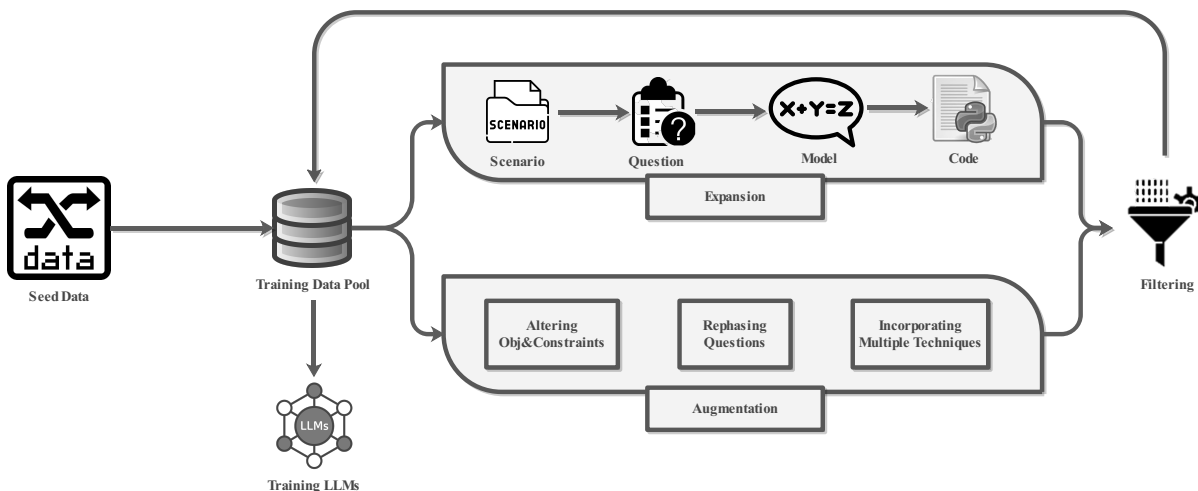 SCENARIO
?
X+Y=Z
Scenario
Question
Model
Code
Expansion
data
Seed Data
Training Data Pool
Filtering
Altering
Obj&Constraints
Rephasing
Questions
Incorporating
Multiple Techniques
Augmentation
LLMs
Training LLMs